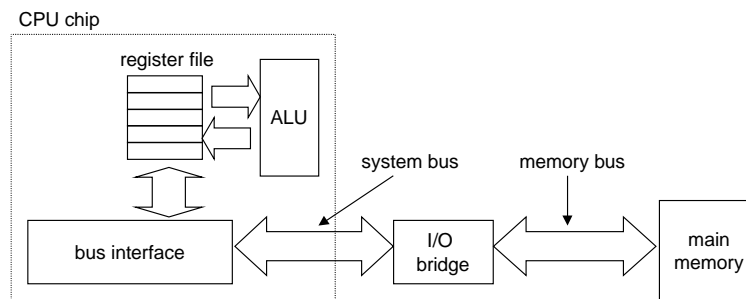 CPU chip
register file
ALU
system bus
memory bus
bus interface
I/O
bridge
main
memory